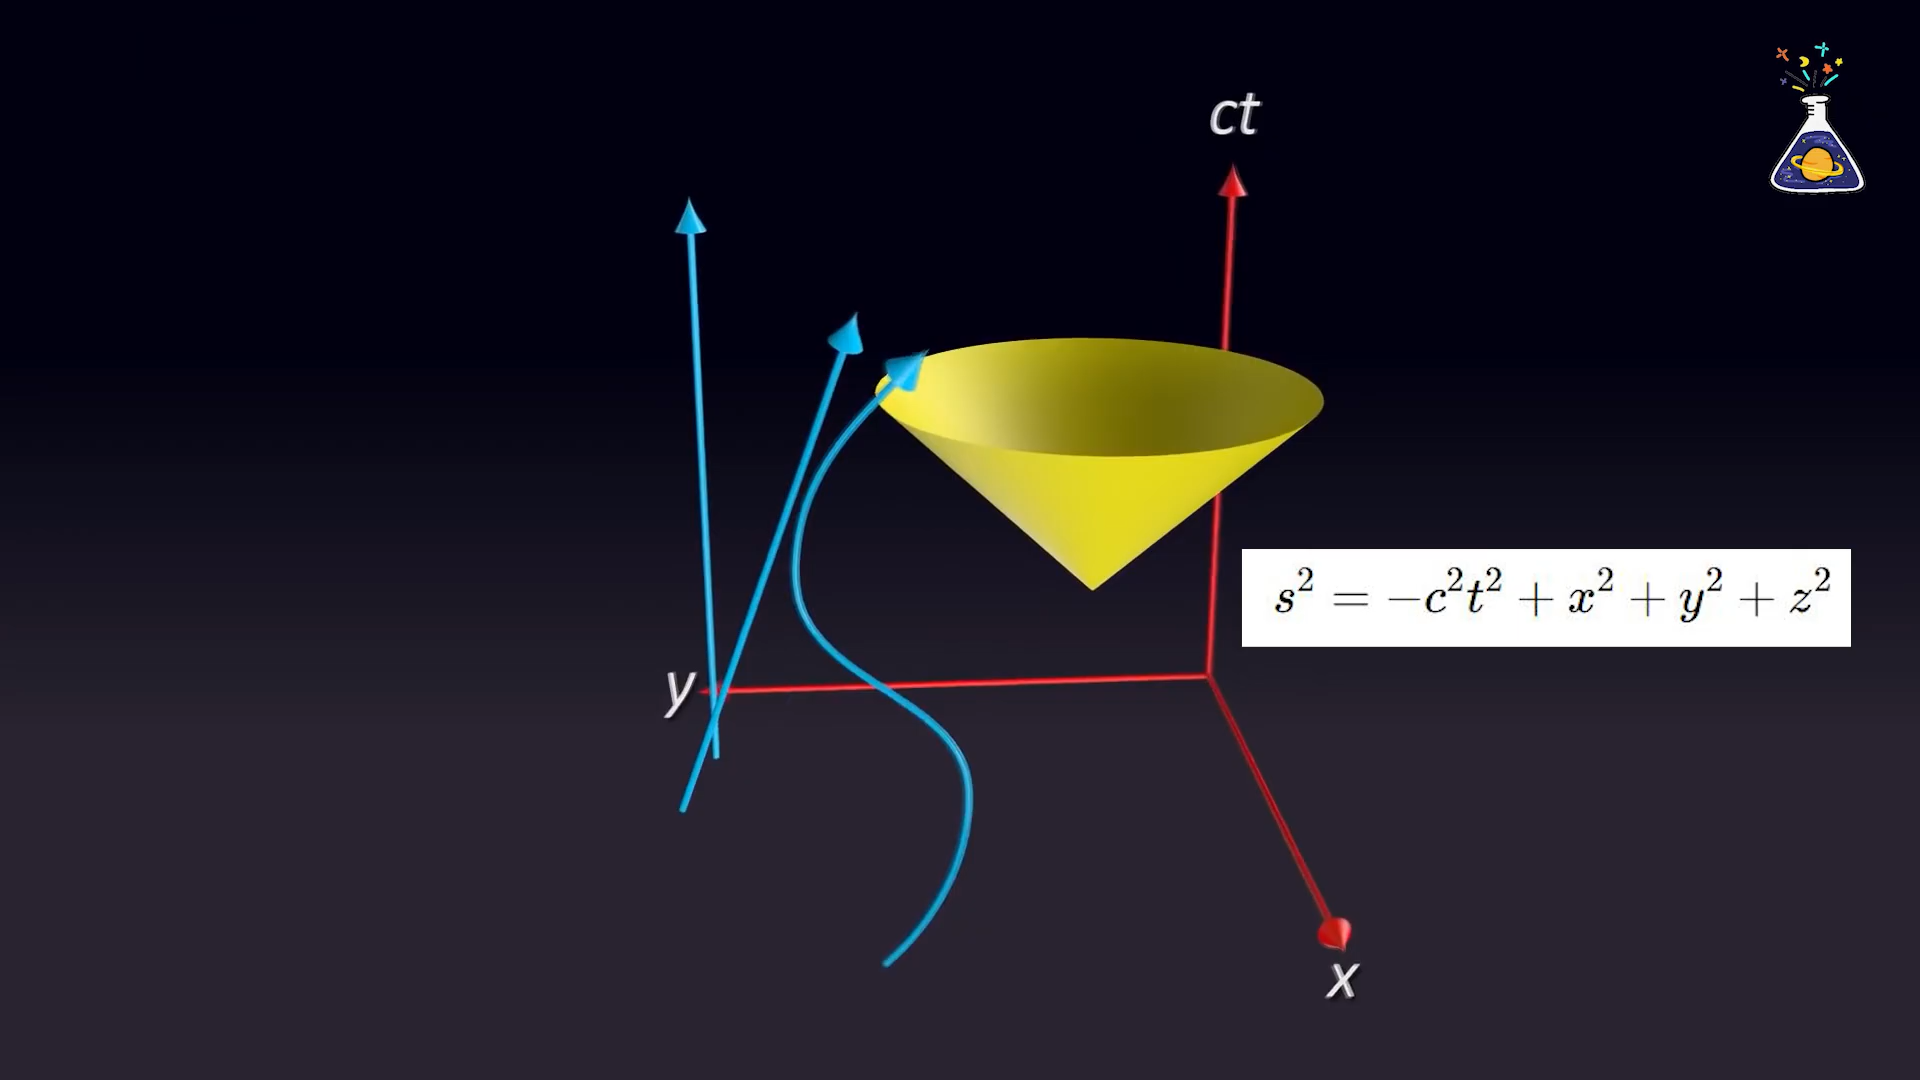 ct
s² = −c²t² + x² + y² + z²
y
x